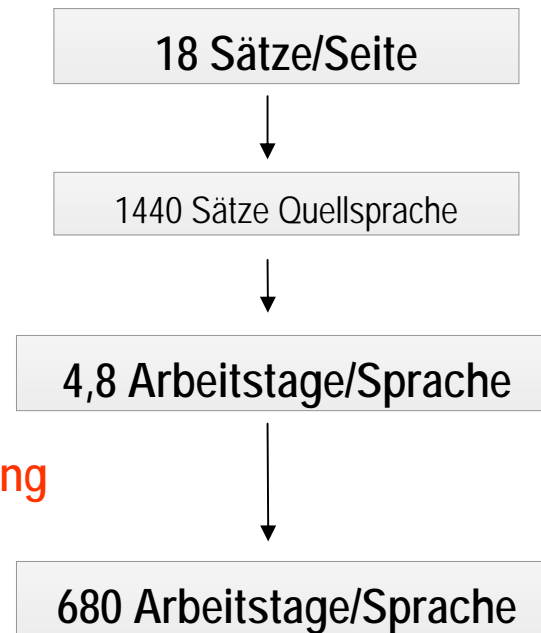 18 Sätze/Seite
1440 Sätze Quellsprache
4,8 Arbeitstage/Sprache
ng
680 Arbeitstage/Sprache